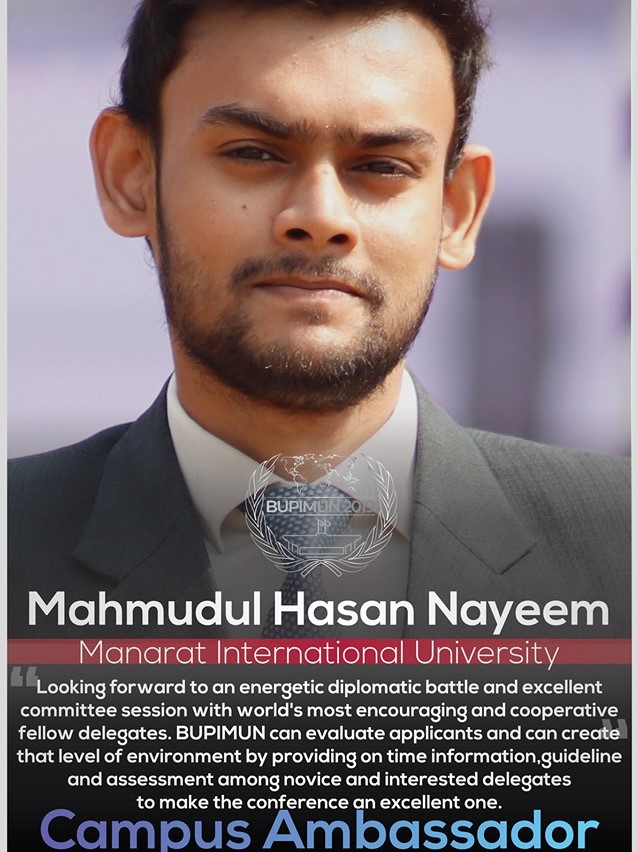 BUPIMUN 2019
Mahmudul Hasan Nayeem
Manarat International University
“Looking forward to an energetic diplomatic battle and excellent
committee session with world's most encouraging and cooperative
fellow delegates. BUPIMUN can evaluate applicants and can create”
that level of environment by providing on time information,guideline
and assessment among novice and interested delegates
to make the conference an excellent one.
Campus Ambassador